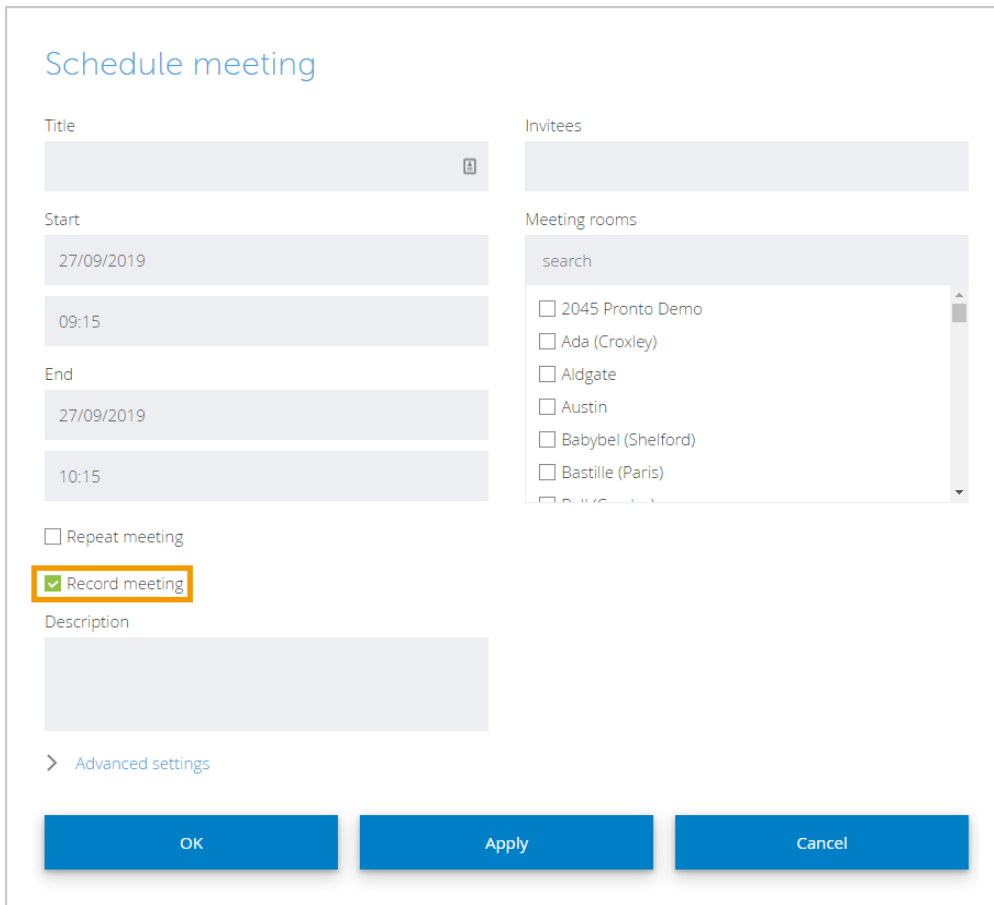 Schedule meeting
Title
Invitees
Start
Meeting rooms
27/09/2019
search
09:15
2045 Pronto Demo
Ada (Croxley)
End
Aldgate
27/09/2019
Austin
Babybel (Shelford)
10:15
Bastille (Paris)
Repeat meeting
Record meeting
Description
Advanced settings
OK
Apply
Cancel